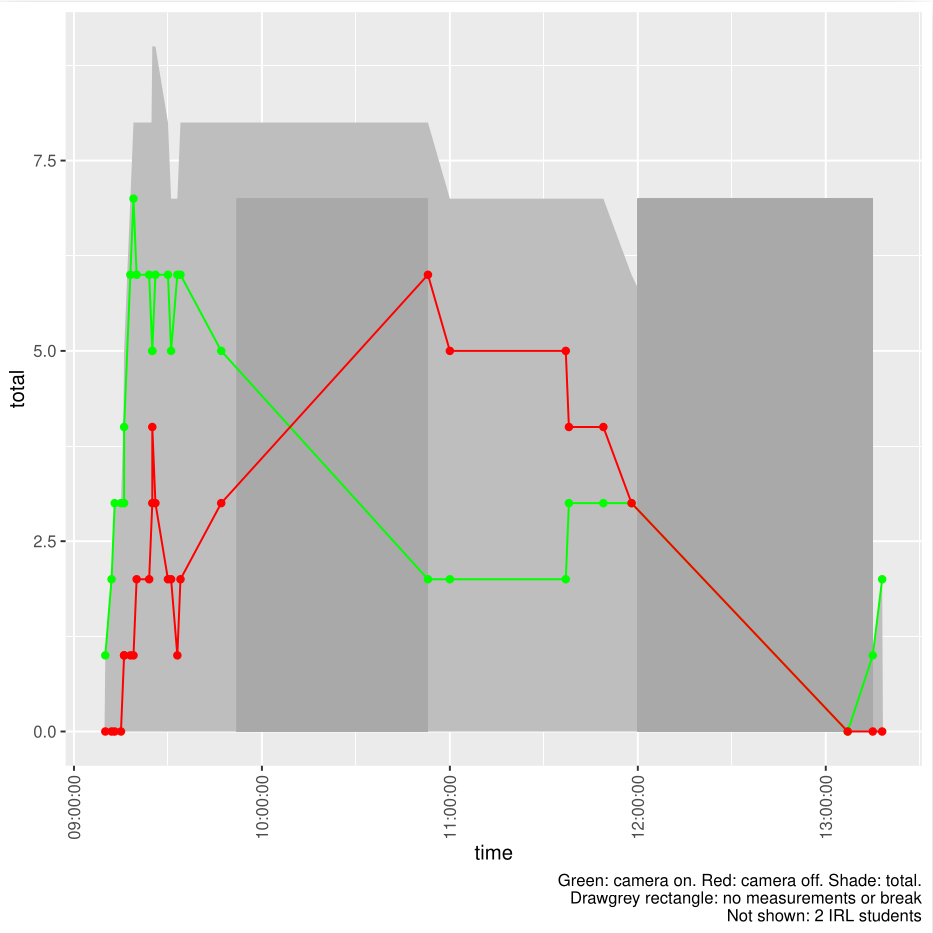 7.5
5.0
2.5
0.0
total
09:00:00
10:00:00
11:00:00
12:00:00
13:00:00
time
Green: camera on. Red: camera off. Shade: total.
Drawgrey rectangle: no measurements or break
Not shown: 2 IRL students